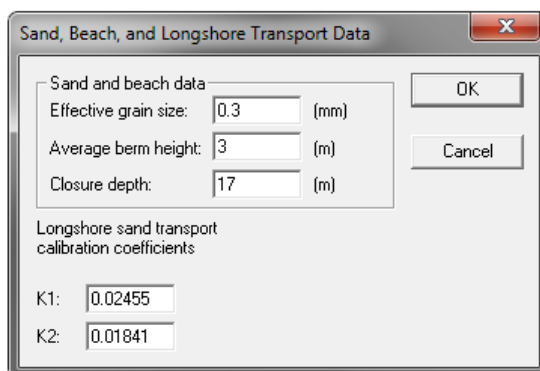 Sand, Beach, and Longshore Transport Data
Sand and beach data
Effective grain size: 0.3 (mm)
OK
Average berm height: 3 (m)
Cancel
Closure depth: 17 (m)
Longshore sand transport
calibration coefficients
K1: 0.02455
K2: 0.01841